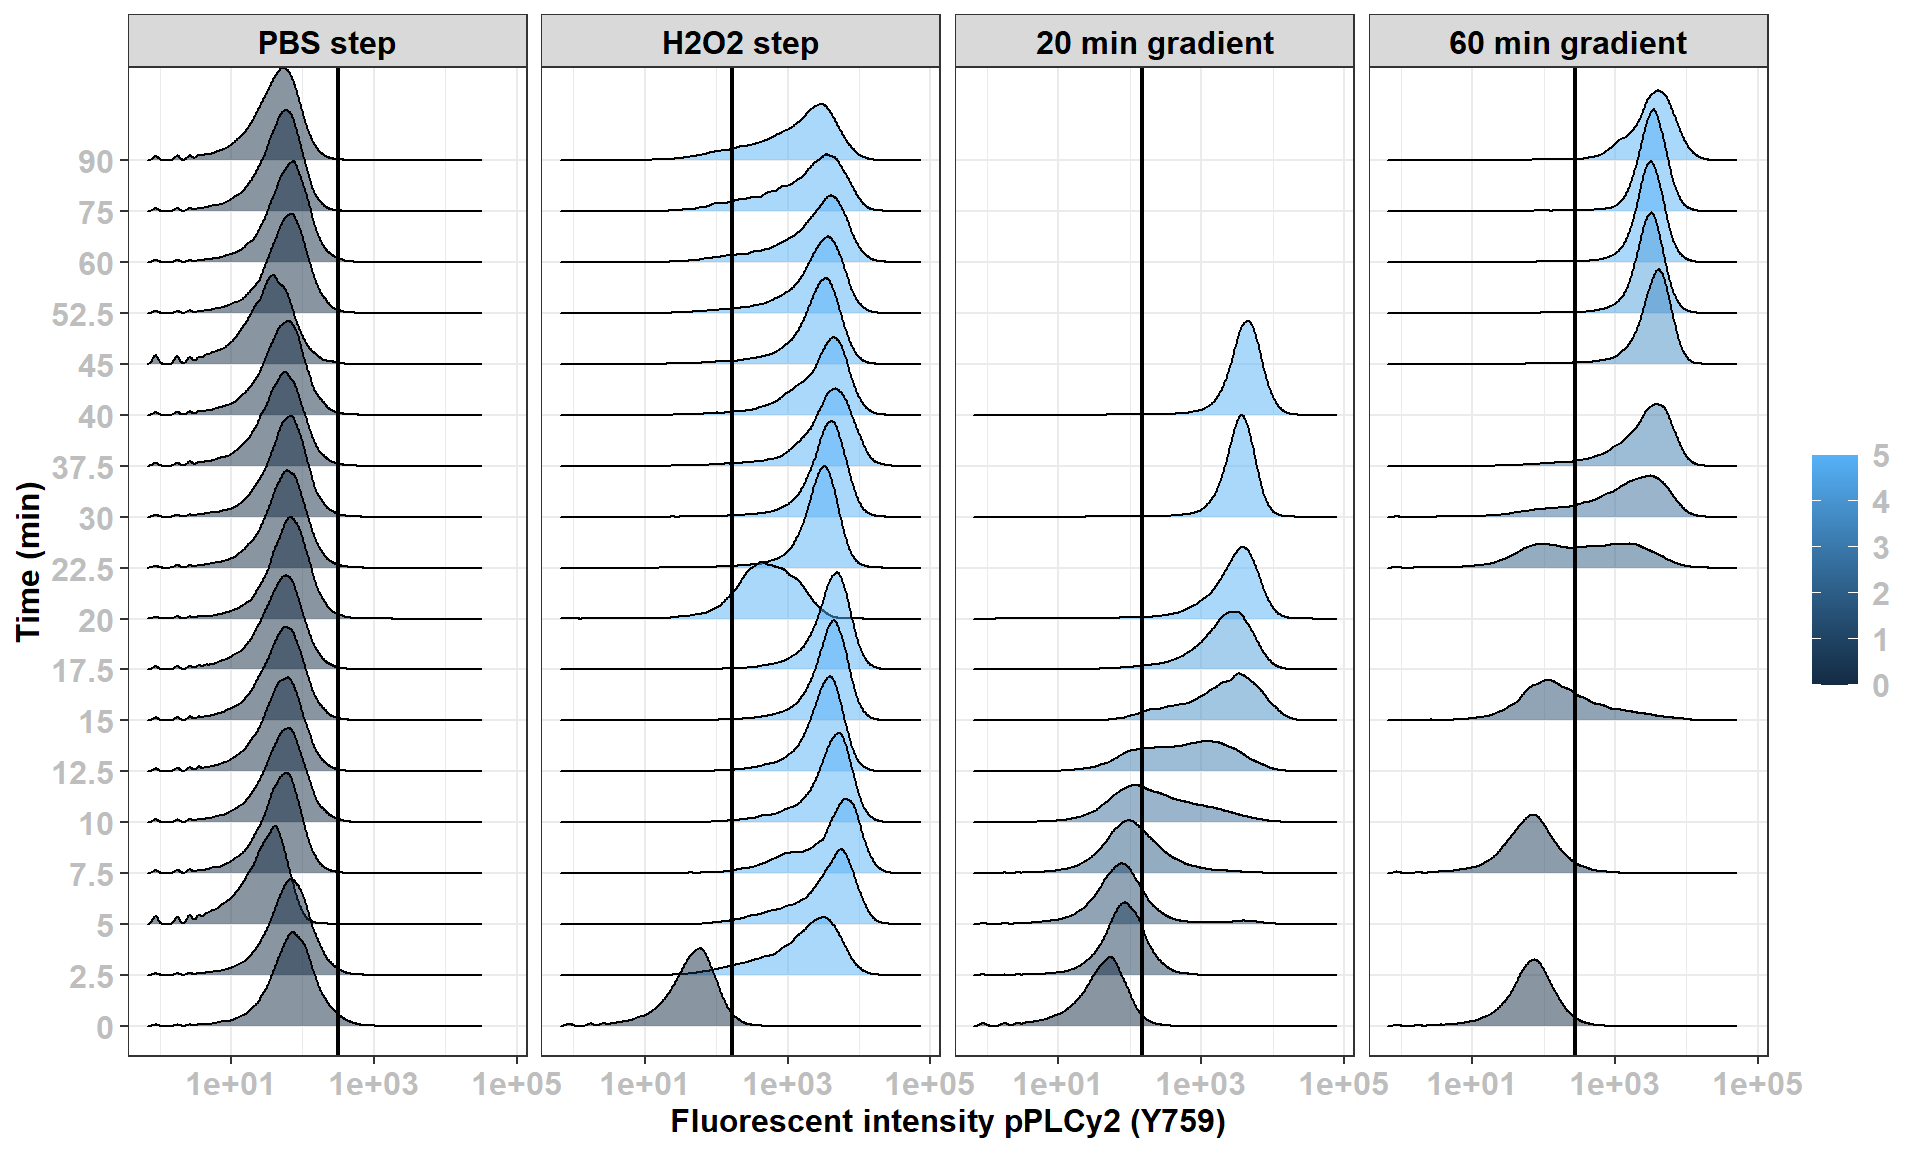 PBS step
H2O2 step
20 min gradient
60 min gradient
Time (min)
90
75
60
52.5
45
40
37.5
30
22.5
20
17.5
15
12.5
10
7.5
5
2.5
0
1e+01 1e+03 1e+05
1e+01 1e+03 1e+05
1e+01 1e+03 1e+05
1e+01 1e+03 1e+05
Fluorescent intensity pPLCy2 (Y759)
5
4
3
2
1
0